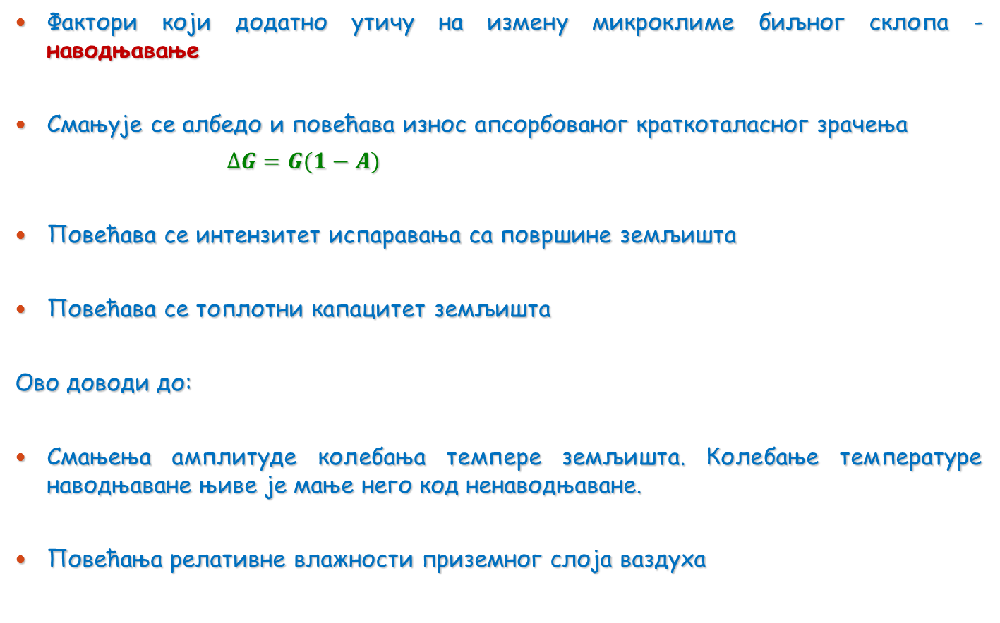 • Фактори који додатно утичу на измену микроклиме биљног склопа -
наводњавање
• Смањује се албедо и повећава износ апсорбованог краткоталасног зрачења
ΔG = G(1 − A)
• Повећава се интензитет испаравања са површине земљишта
• Повећава се топлотни капацитет земљишта
Ово доводи до:
• Смањења амплитуде колебања темпере земљишта. Колебање температуре
наводњаване њиве је мање него код ненаводњаване.
• Повећања релативне влажности приземног слоја ваздуха